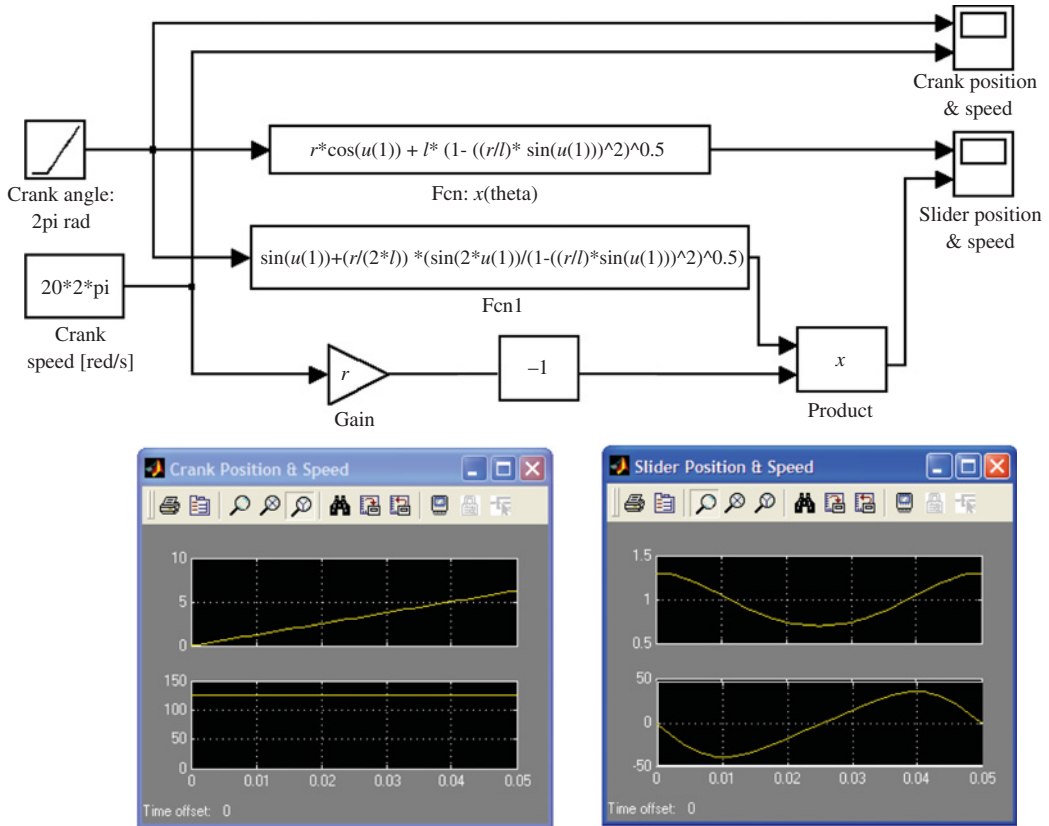 Crank position
& speed
r*cos(u(1)) + l* (1- ((r/l)* sin(u(1)))^2)^0.5
Crank angle:
2pi rad
Fcn: x(theta)
Slider position
& speed
sin(u(1))+(r/(2*l)) *(sin(2*u(1))/(1-((r/l)*sin(u(1)))^2)^0.5)
20*2*pi
Fcn1
Crank
speed [red/s]
r
–1
x
Gain
Product
Crank Position & Speed
10
5
0
150
100
50
0
0
0.01
0.02
0.03
0.04
0.05
Time offset: 0
Slider Position & Speed
1.5
1
0.5
50
0
-50
0
0.01
0.02
0.03
0.04
0.05
Time offset: 0